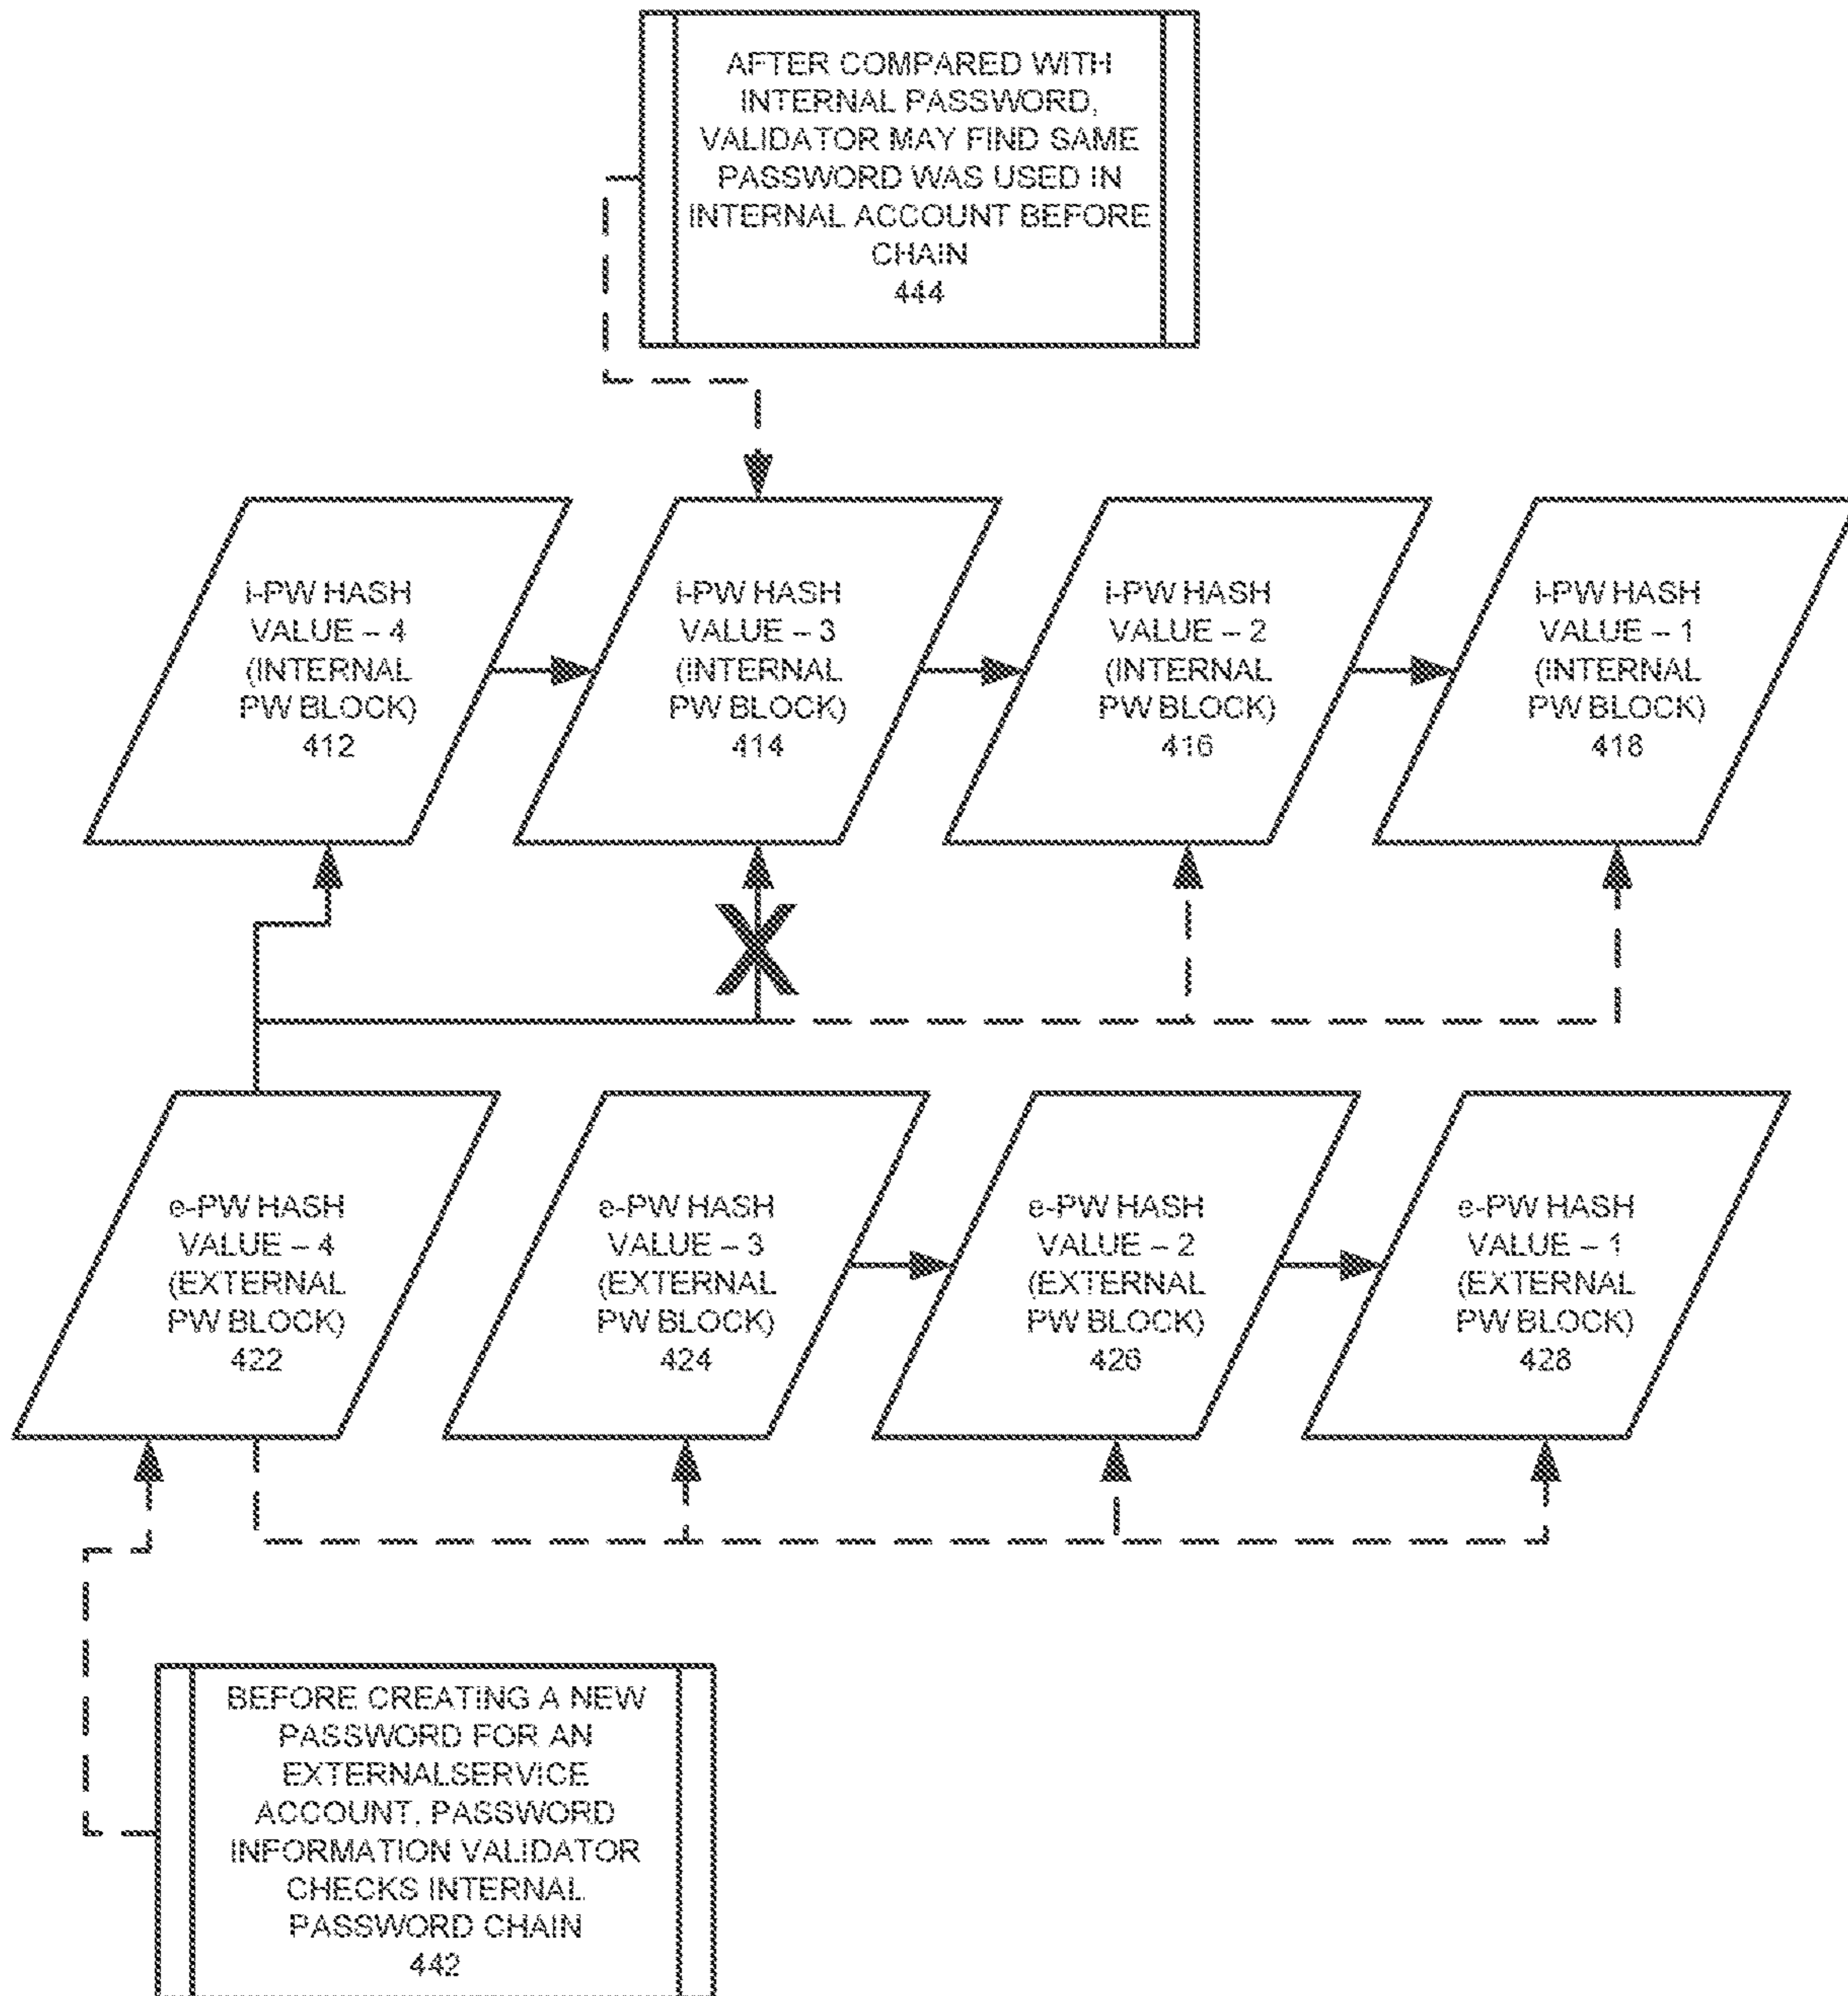 AFTER COMPARED WITH
INTERNAL PASSWORD,
VALIDATOR MAY FIND SAME
PASSWORD WAS USED IN
INTERNAL ACCOUNT BEFORE
CHAIN
444
i-PW HASH
VALUE – 4
(INTERNAL
PW BLOCK)
412
i-PW HASH
VALUE – 3
(INTERNAL
PW BLOCK)
414
i-PW HASH
VALUE – 2
(INTERNAL
PW BLOCK)
416
i-PW HASH
VALUE – 1
(INTERNAL
PW BLOCK)
418
X
e-PW HASH
VALUE – 4
(EXTERNAL
PW BLOCK)
422
e-PW HASH
VALUE – 3
(EXTERNAL
PW BLOCK)
424
e-PW HASH
VALUE – 2
(EXTERNAL
PW BLOCK)
426
e-PW HASH
VALUE – 1
(EXTERNAL
PW BLOCK)
428
BEFORE CREATING A NEW
PASSWORD FOR AN
EXTERNALSERVICE
ACCOUNT, PASSWORD
INFORMATION VALIDATOR
CHECKS INTERNAL
PASSWORD CHAIN
442